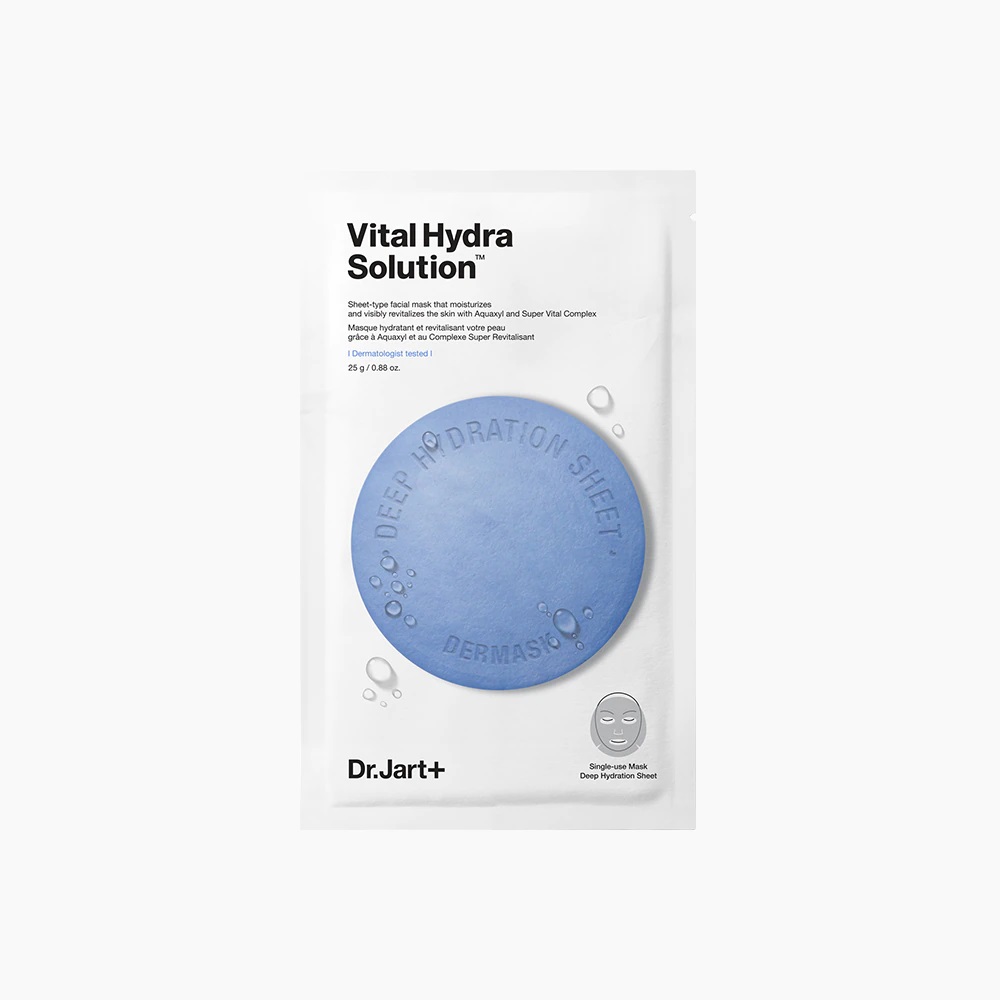 Vital Hydra
Solution™
Sheet-type facial mask that moisturizes
and visibly revitalizes the skin with Aquaxyl and Super Vital Complex
Masque hydratant et revitalisant votre peau
grâce à Aquaxyl et au Complexe Super Revitalisant
I Dermatologist tested I
25 g / 0.88 oz.
· DEEP HYDRATION SHEET ·
DERMASK
Dr.Jart+
Single-use Mask
Deep Hydration Sheet